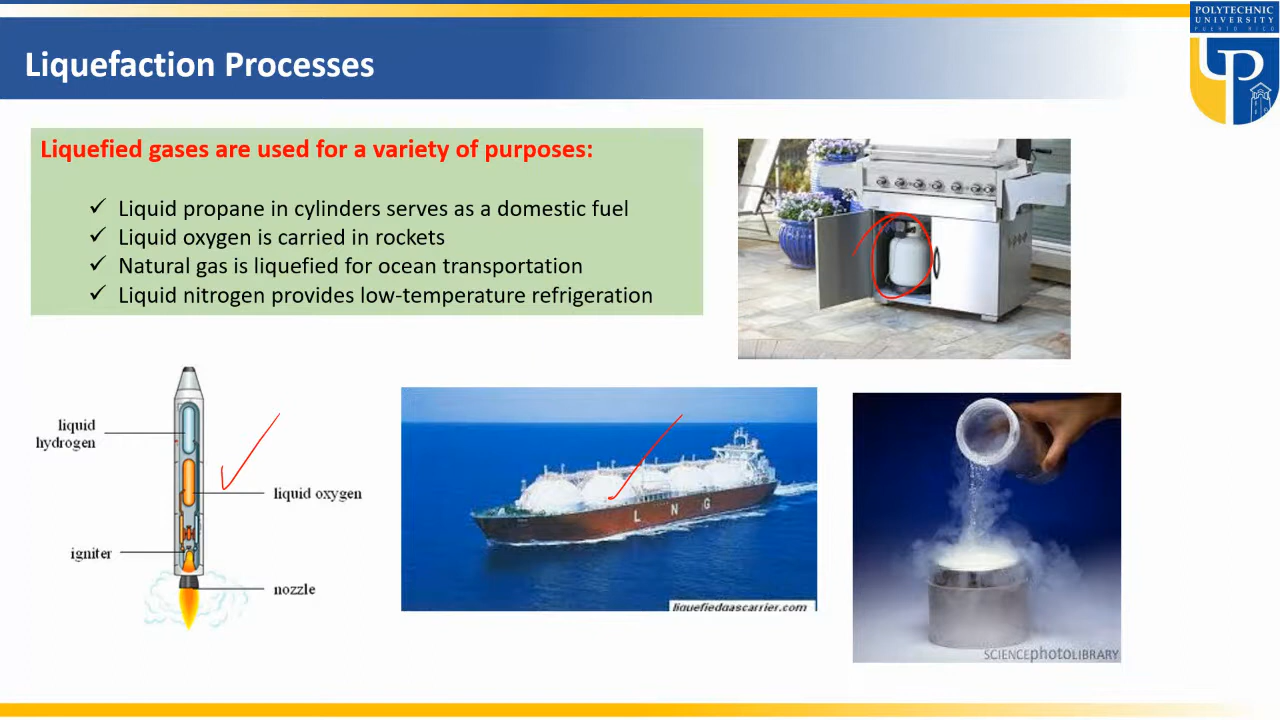 POLYTECHNIC
UNIVERSITY
PUERTO RICO
Liquefaction Processes
Liquefied gases are used for a variety of purposes:
✓ Liquid propane in cylinders serves as a domestic fuel
✓ Liquid oxygen is carried in rockets
✓ Natural gas is liquefied for ocean transportation
✓ Liquid nitrogen provides low-temperature refrigeration
liquid
hydrogen
liquid oxygen
igniter
nozzle
L N G
liquefiedgascarrier.com
SCIENCEphotoLIBRARY